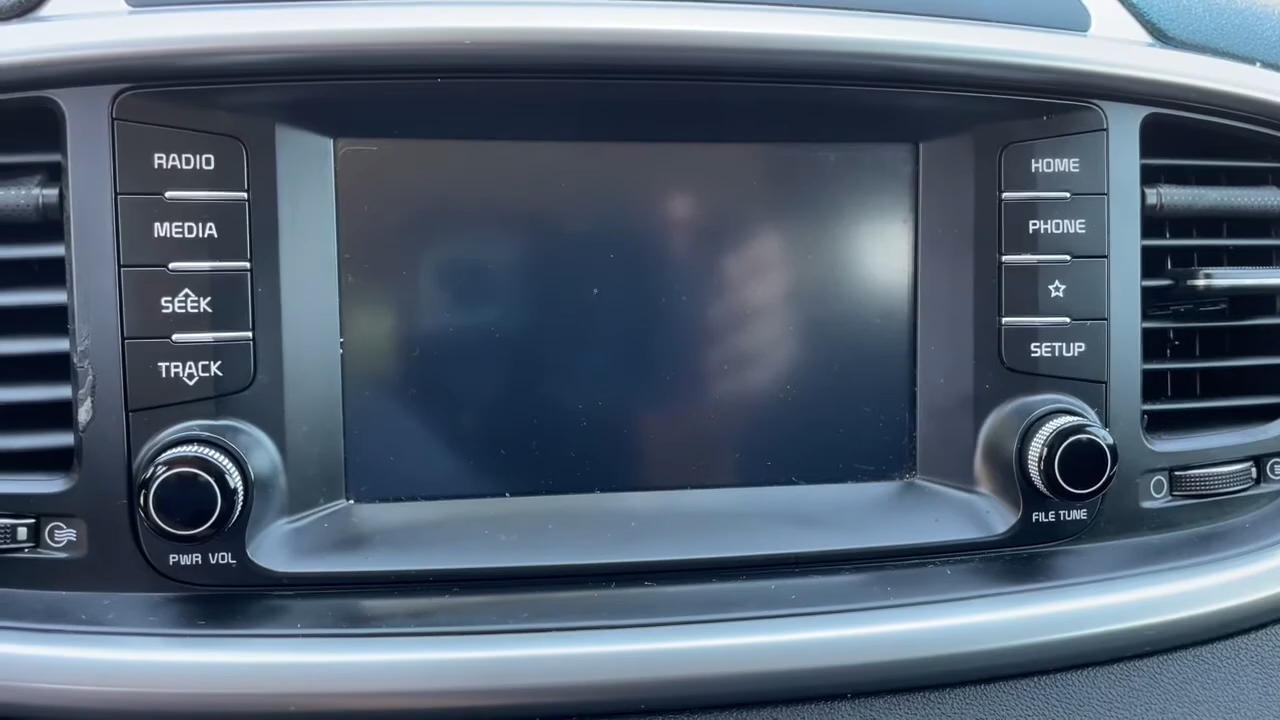 RADIO
MEDIA
SEEK
TRACK
PWR VOL
HOME
PHONE
SETUP
FILE TUNE